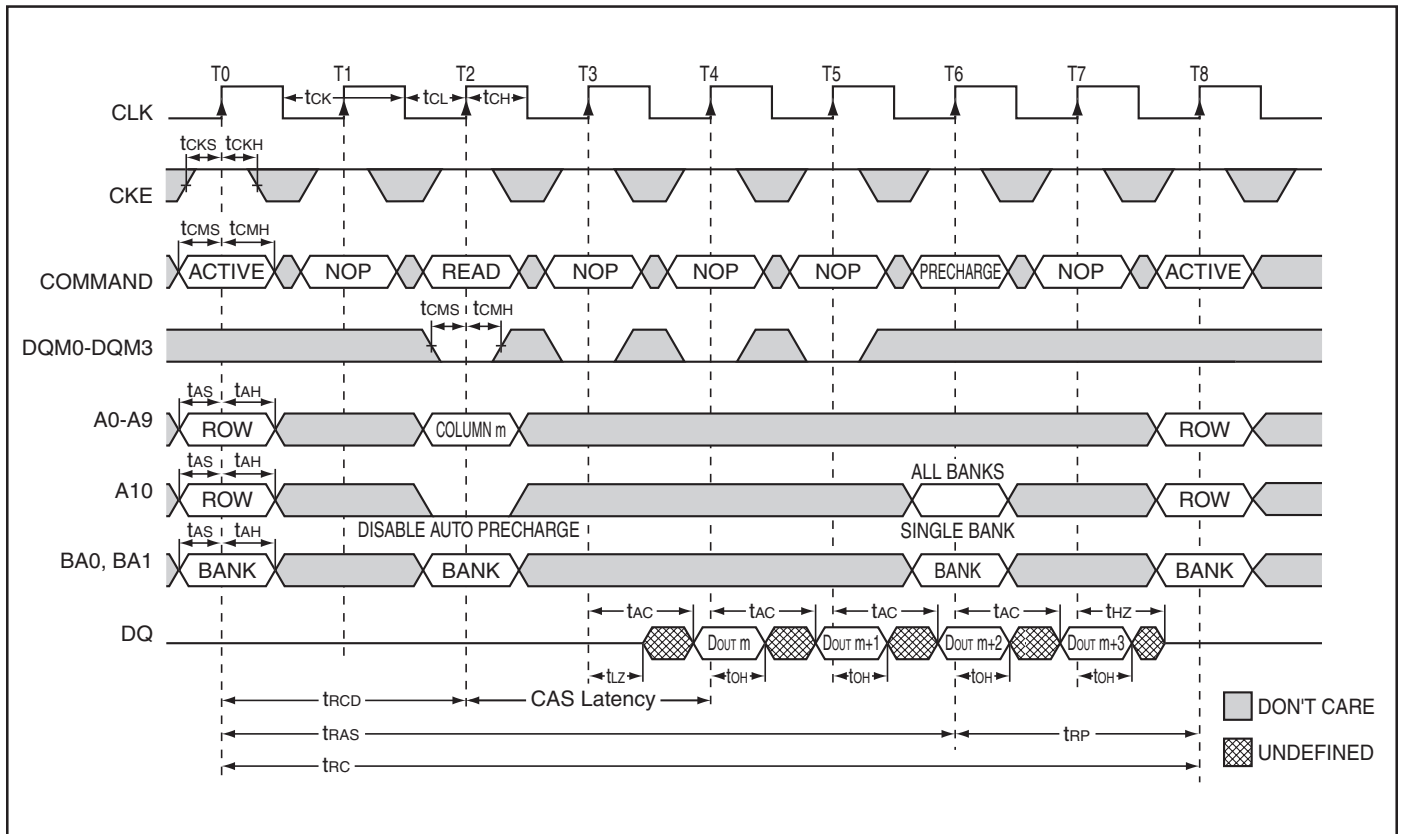 T0 T1 T2 T3 T4 T5 T6 T7 T8
tCK tCL tCH
CLK
tCKS tCKH
CKE
tCMS tCMH
COMMAND ACTIVE NOP READ NOP NOP NOP PRECHARGE NOP ACTIVE
tCMS tCMH
DQM0-DQM3
tAS tAH
A0-A9 ROW COLUMN m ROW
tAS tAH ALL BANKS
A10 ROW ROW
DISABLE AUTO PRECHARGE SINGLE BANK
tAS tAH
BA0, BA1 BANK BANK BANK BANK
tAC tAC tAC tAC tHZ
DQ DOUT m DOUT m+1 DOUT m+2 DOUT m+3
tLZ tOH tOH tOH tOH
tRCD CAS Latency
DON'T CARE
tRAS tRP
UNDEFINED
tRC